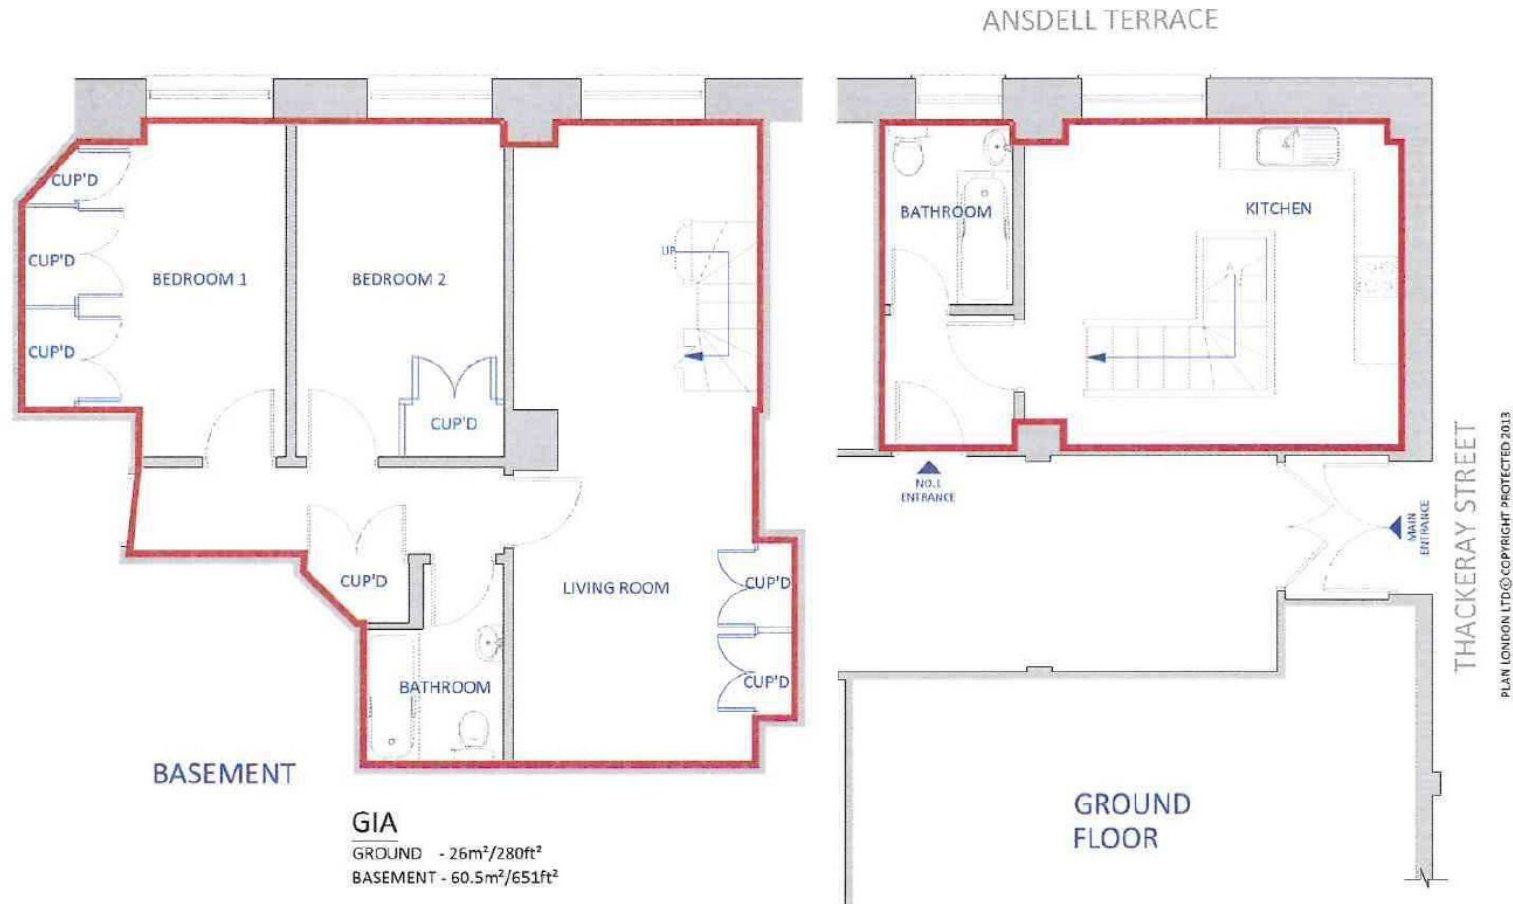 ANSDELL TERRACE
CUP'D
CUP'D
CUP'D
BEDROOM 1
BEDROOM 2
CUP'D
UP
CUP'D
LIVING ROOM
CUP'D
CUP'D
BATHROOM
BASEMENT
GIA
GROUND - 26m²/280ft²
BASEMENT - 60.5m²/651ft²
BATHROOM
KITCHEN
NO.1
ENTRANCE
MAIN
ENTRANCE
THACKERAY STREET
PLAN LONDON LTD©COPYRIGHT PROTECTED 2013
GROUND
FLOOR